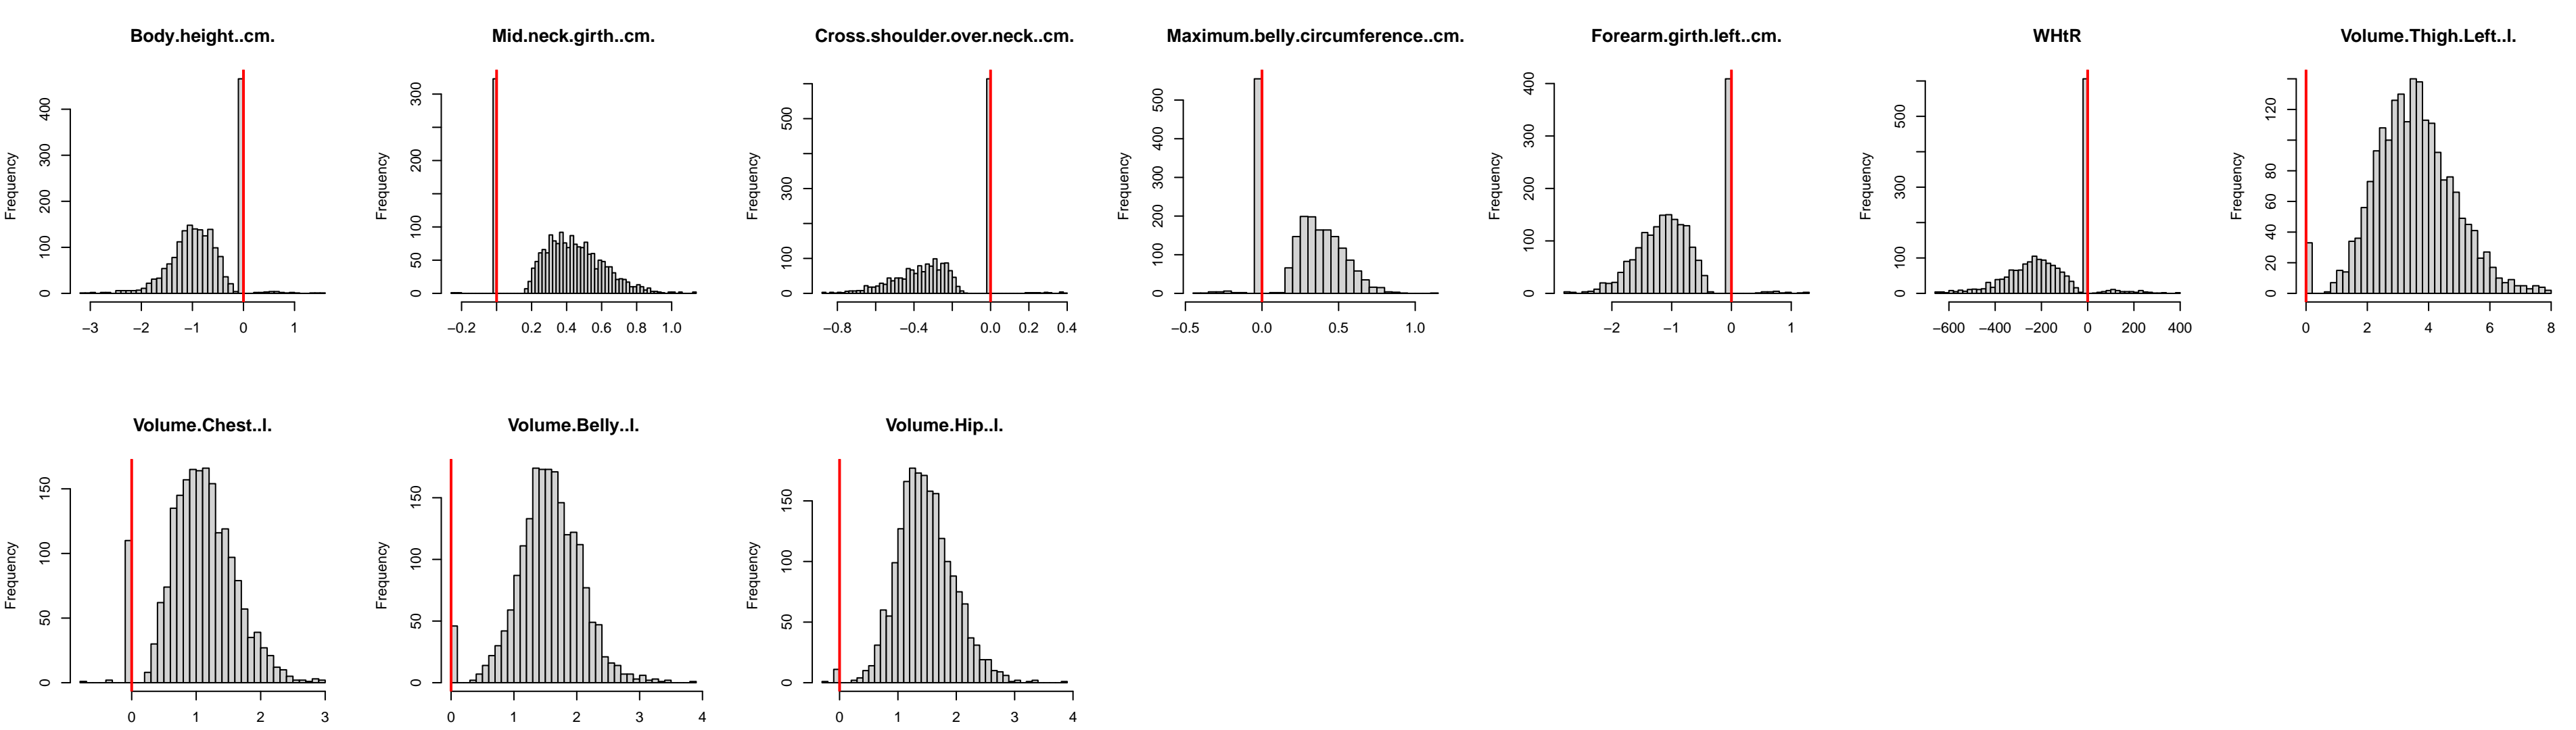 Body.height..cm.
Frequency
0 100 200 300 400
−3 −2 −1 0 1
Mid.neck.girth..cm.
Frequency
0 50 100 200 300
−0.2 0.2 0.4 0.6 0.8 1.0
Cross.shoulder.over.neck..cm.
Frequency
0 100 300 500
−0.8 −0.4 0.0 0.2 0.4
Maximum.belly.circumference..cm.
Frequency
0 100 200 300 400 500
−0.5 0.0 0.5 1.0
Forearm.girth.left..cm.
Frequency
0 100 200 300 400
−2 −1 0 1
WHtR
Frequency
0 100 300 500
−600 −400 −200 0 200 400
Volume.Thigh.Left..l.
Frequency
0 20 40 60 80 120
0 2 4 6 8
Volume.Chest..l.
Frequency
0 50 100 150
0 1 2 3
Volume.Belly..l.
Frequency
0 50 100 150
0 1 2 3 4
Volume.Hip..l.
Frequency
0 50 100 150
0 1 2 3 4